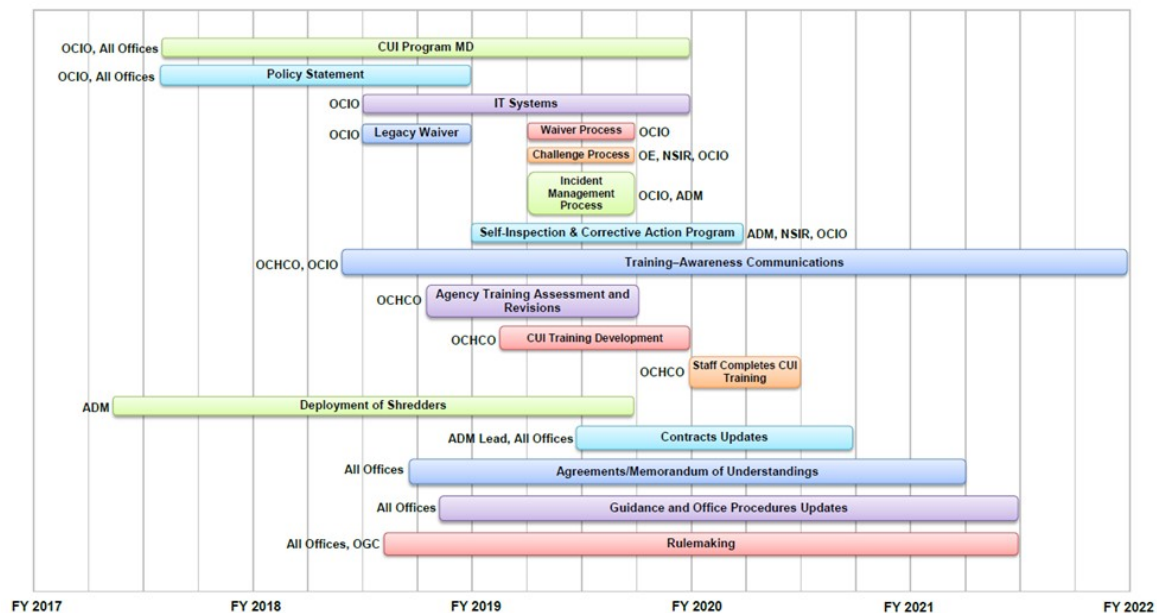 OCIO, All Offices CUI Program MD
OCIO, All Offices Policy Statement
OCIO IT Systems
OCIO Legacy Waiver Waiver Process OCIO
Challenge Process OE, NSIR, OCIO
Incident
Management
Process
OCIO, ADM
Self-Inspection & Corrective Action Program ADM, NSIR, OCIO
OCHCO, OCIO Training–Awareness Communications
OCHCO
Agency Training Assessment and
Revisions
OCHCO CUI Training Development
OCHCO
Staff Completes CUI
Training
ADM Deployment of Shredders
ADM Lead, All Offices Contracts Updates
All Offices Agreements/Memorandum of Understandings
All Offices Guidance and Office Procedures Updates
All Offices, OGC Rulemaking
FY 2017 FY 2018 FY 2019 FY 2020 FY 2021 FY 2022